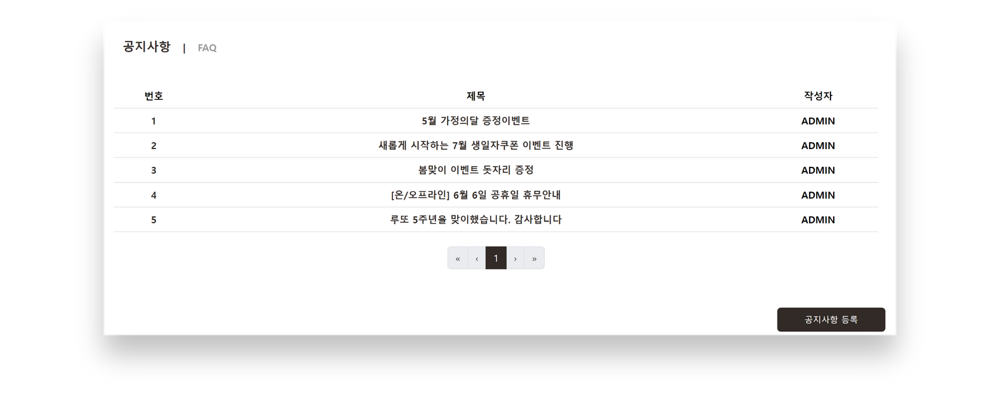 공지사항 | FAQ
번호 제목 작성자
1 5월 가정의달 증정이벤트 ADMIN
2 새롭게 시작하는 7월 생일자쿠폰 이벤트 진행 ADMIN
3 봄맞이 이벤트 돗자리 증정 ADMIN
4 [온/오프라인] 6월 6일 공휴일 휴무안내 ADMIN
5 루또 5주년을 맞이했습니다. 감사합니다 ADMIN
« ‹ 1 › »
공지사항 등록